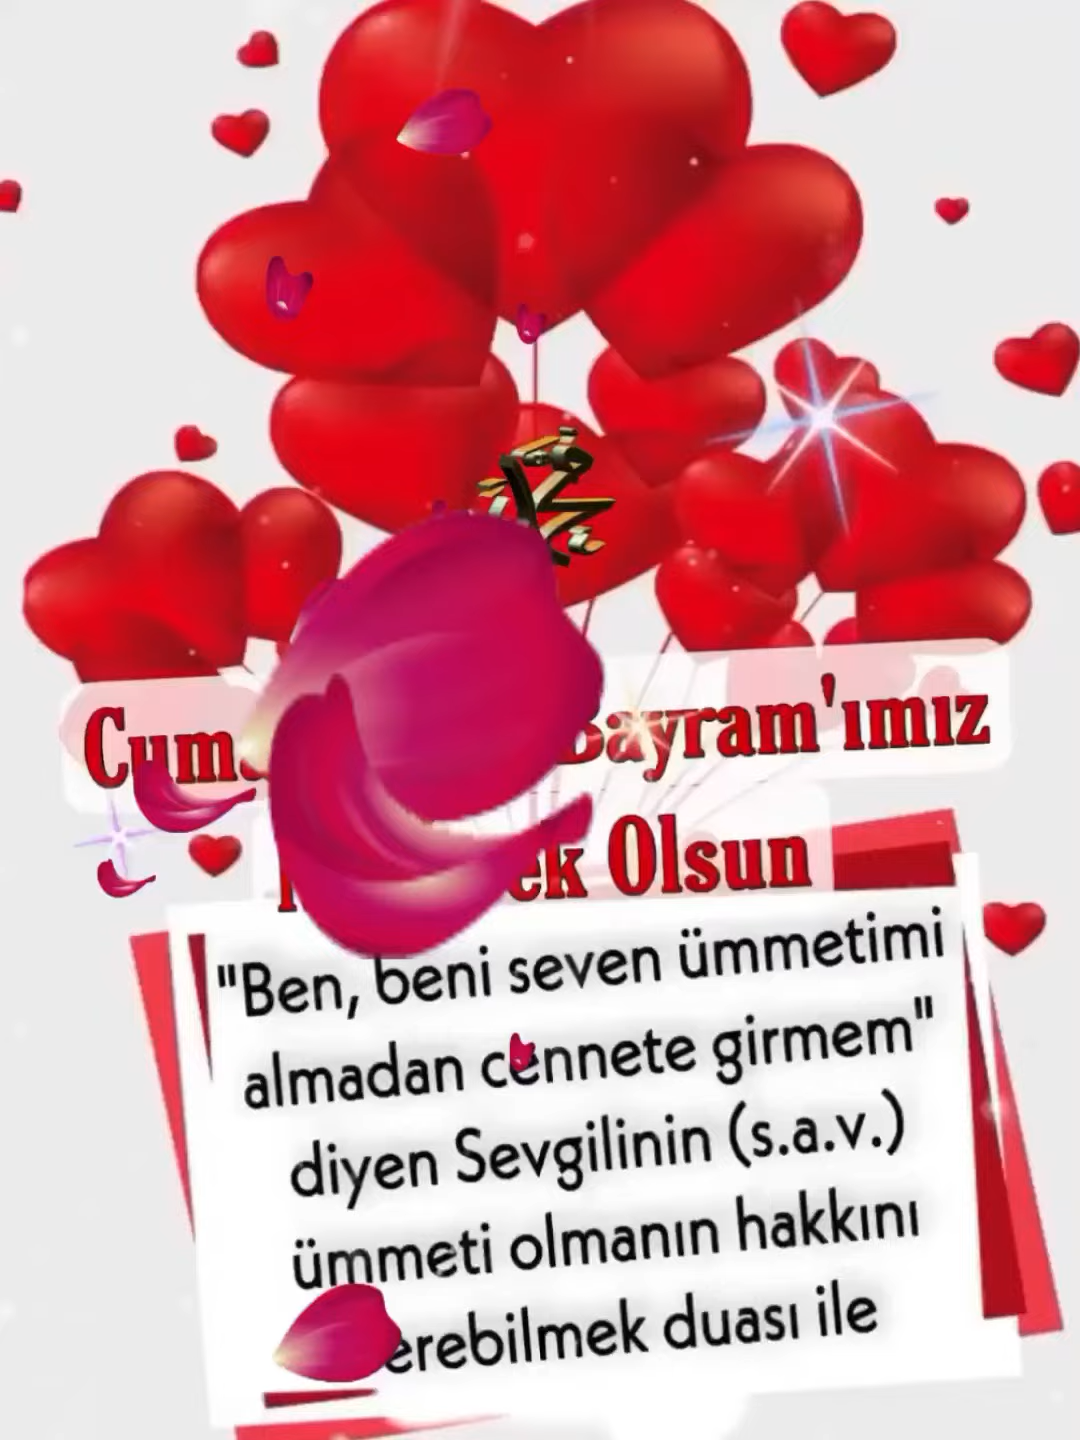 Bayram'ımız
Olsun
"Ben, beni seven ümmetimi
almadan cennete girmem"
diyen Sevgilinin (s.a.v.)
ümmeti olmanın hakkını
duası ile